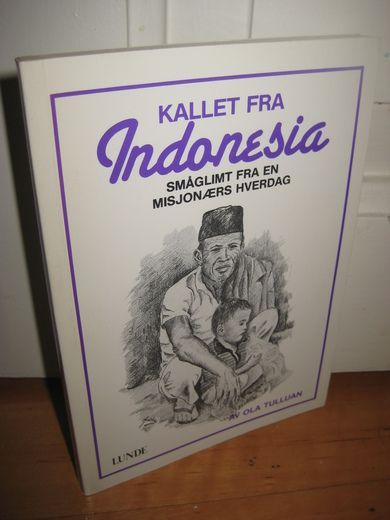 KALLET FRA
Indonesia
SMÅGLIMT FRA EN
MISJONÆRS HVERDAG
AV OLA TULLUAN
LUNDE